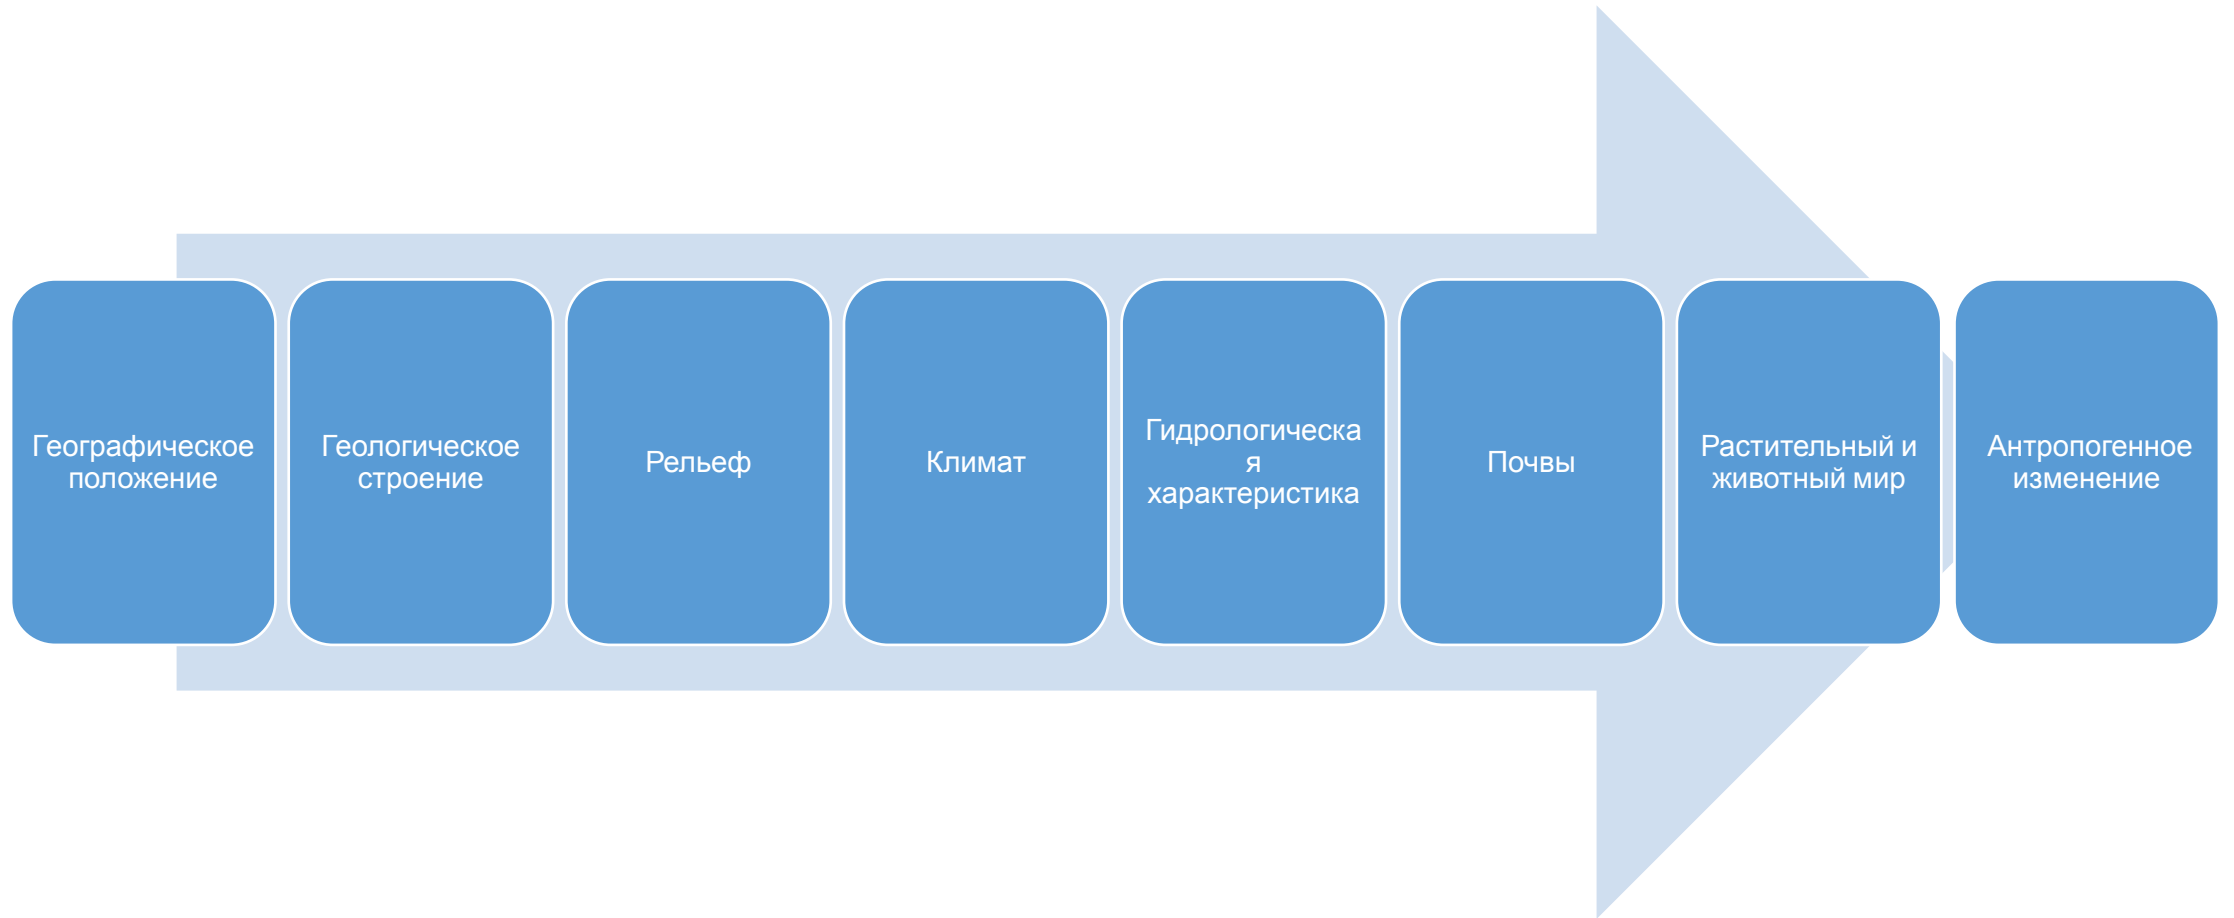 Географическое
положение
Геологическое
строение
Рельеф
Климат
Гидрологическа
я
характеристика
Почвы
Растительный и
животный мир
Антропогенное
изменение